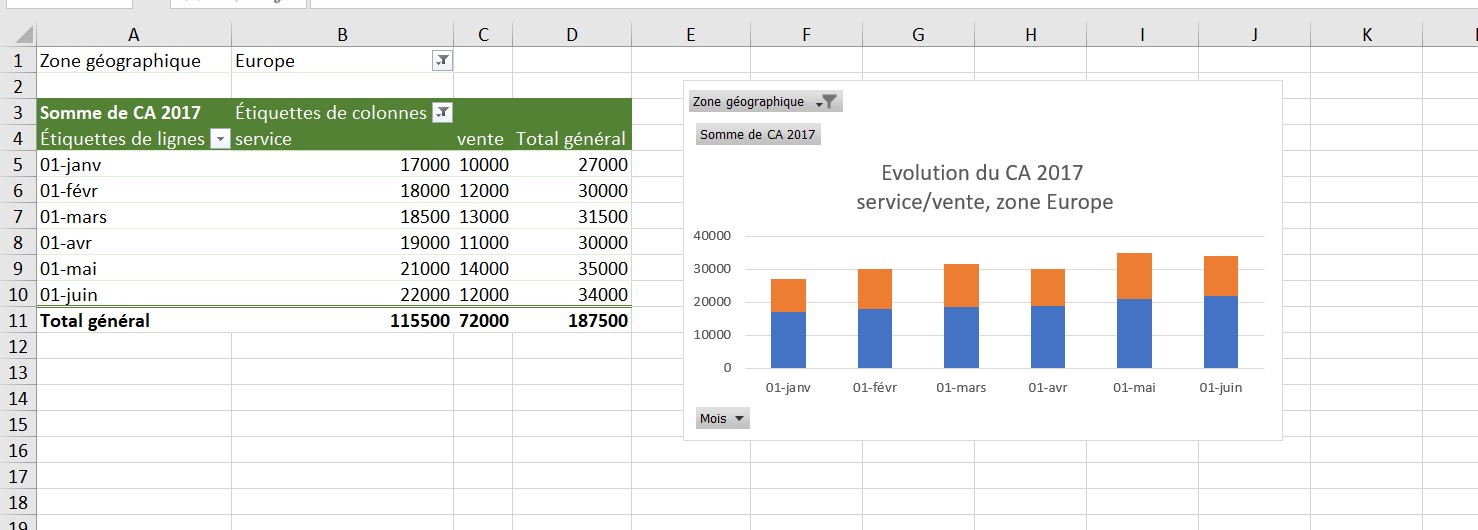 A B C D E F G H I J K
1 Zone géographique Europe
2
3 Somme de CA 2017 Étiquettes de colonnes
4 Étiquettes de lignes service vente Total général
5 01-janv 17000 10000 27000
6 01-févr 18000 12000 30000
7 01-mars 18500 13000 31500
8 01-avr 19000 11000 30000
9 01-mai 21000 14000 35000
10 01-juin 22000 12000 34000
11 Total général 115500 72000 187500
12
13
14
15
16
17
18
19
Zone géographique
Somme de CA 2017
Evolution du CA 2017
service/vente, zone Europe
40000
30000
20000
10000
0
01-janv 01-févr 01-mars 01-avr 01-mai 01-juin
Mois